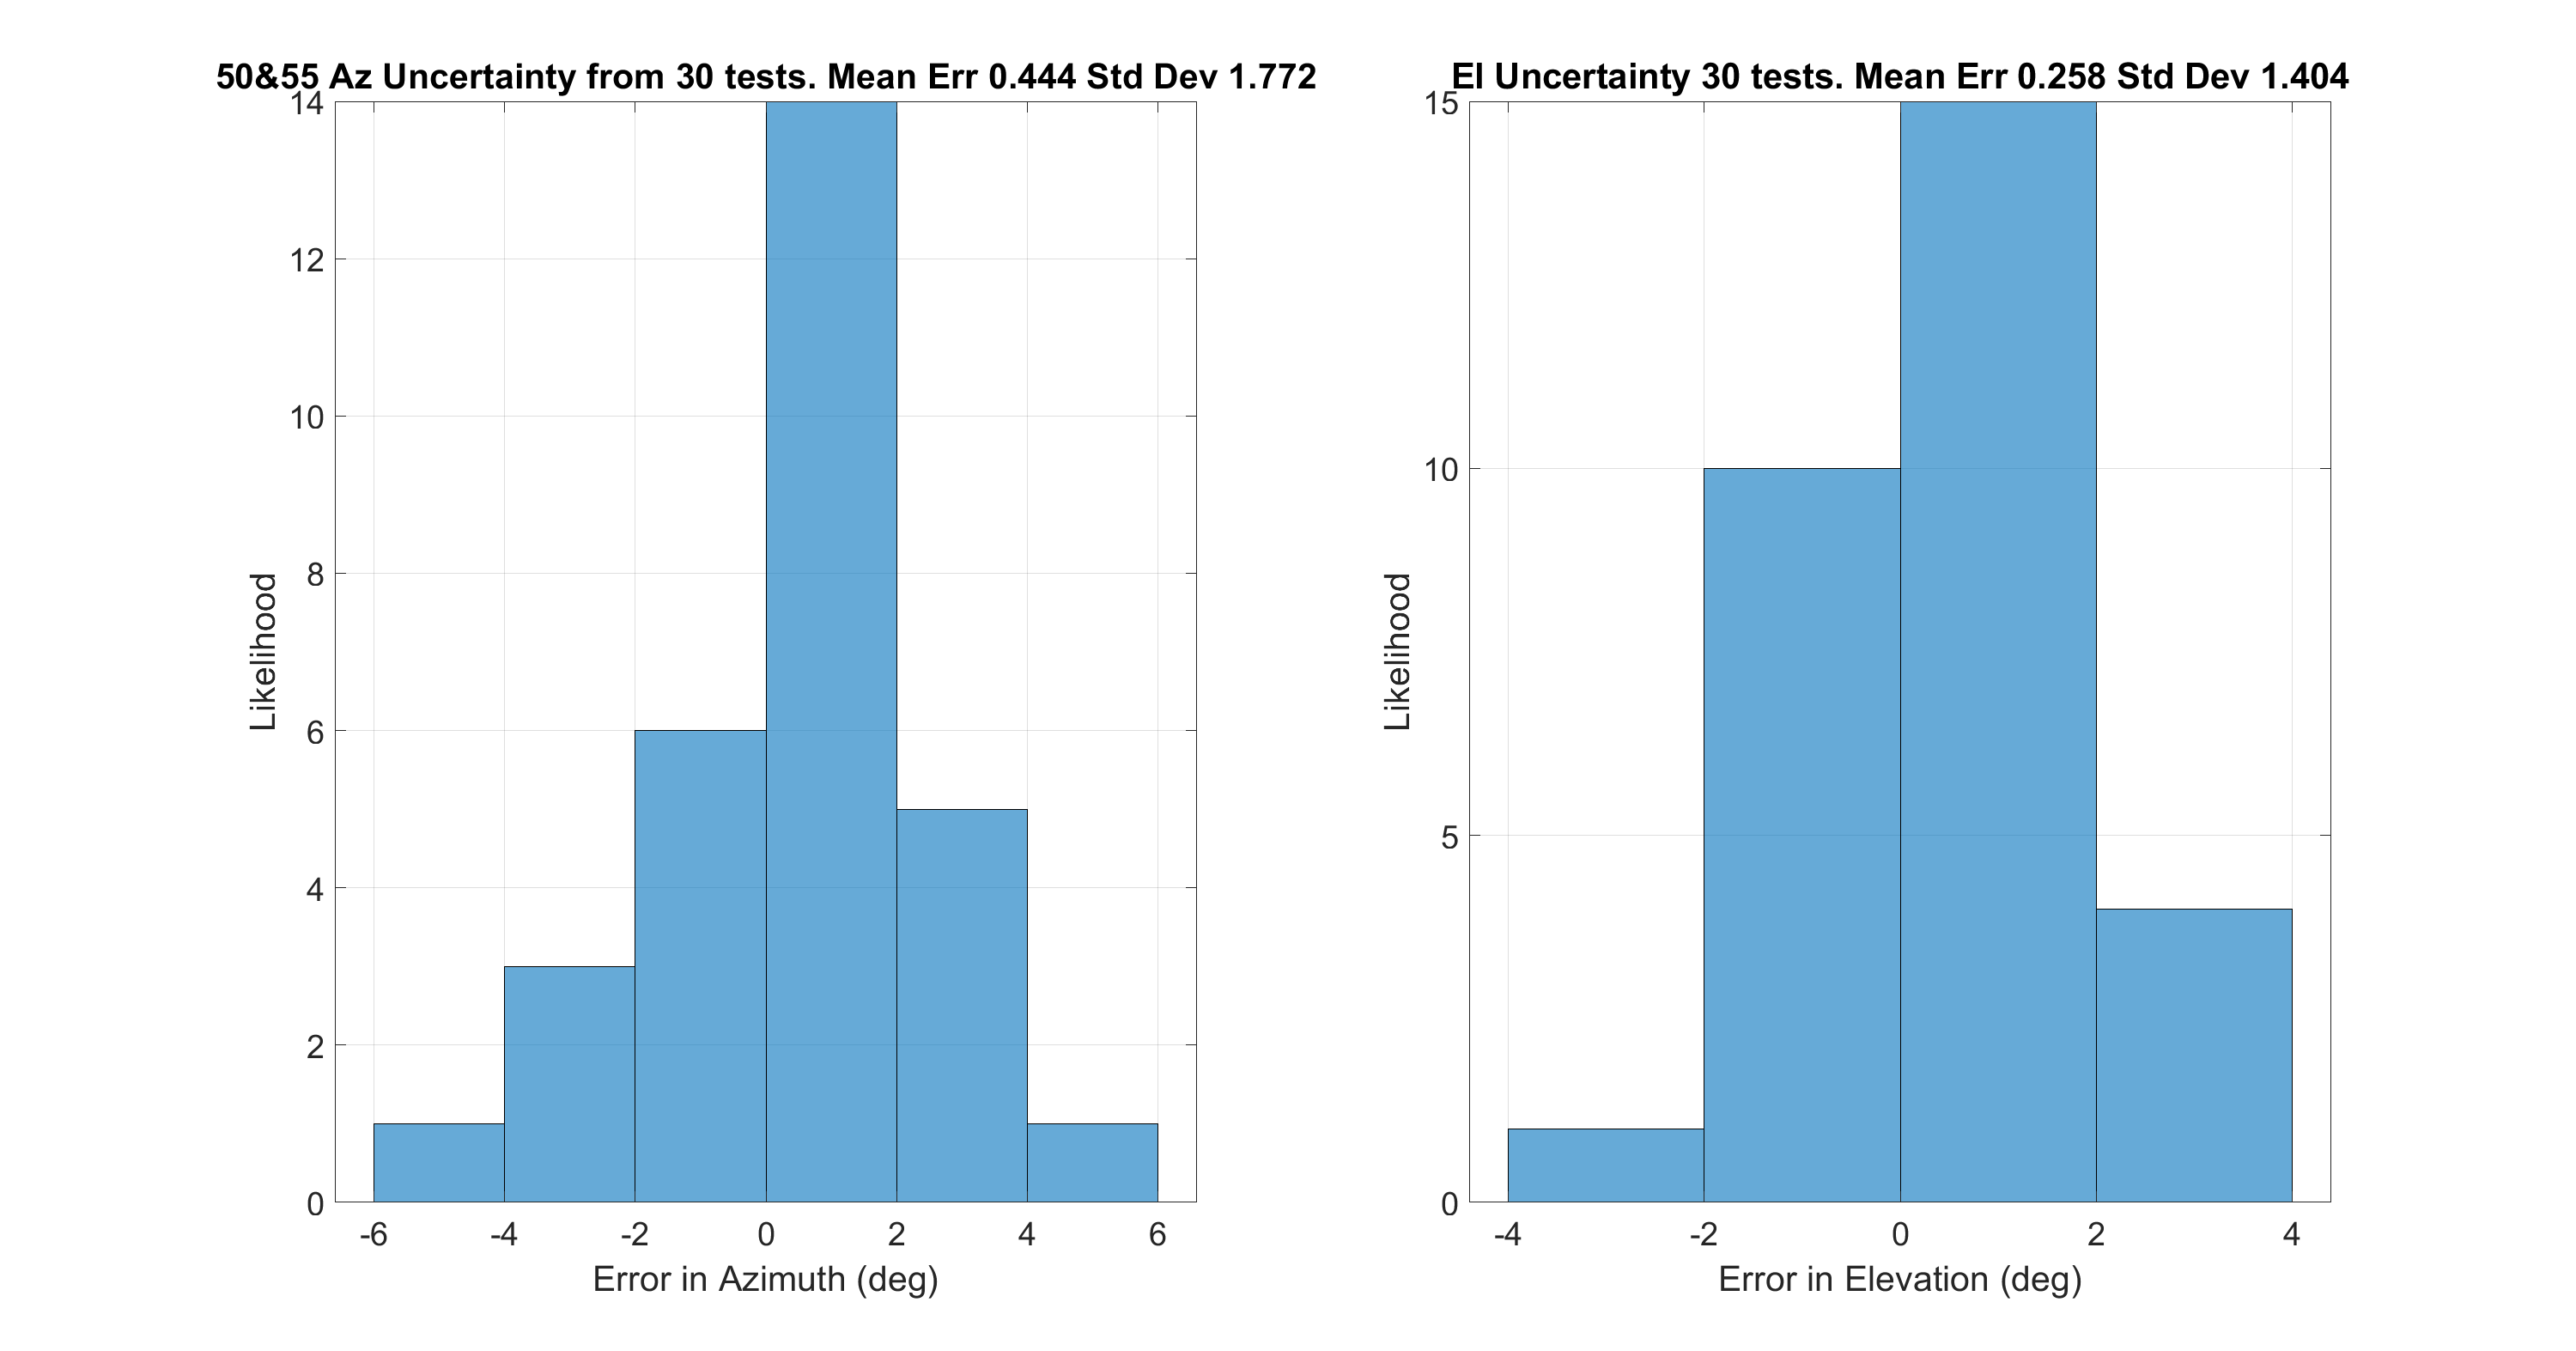 50&55 Az Uncertainty from 30 tests. Mean Err 0.444 Std Dev 1.772
14
12
10
8
6
4
2
0
Likelihood
-6 -4 -2 0 2 4 6
Error in Azimuth (deg)
El Uncertainty 30 tests. Mean Err 0.258 Std Dev 1.404
15
10
5
0
Likelihood
-4 -2 0 2 4
Error in Elevation (deg)